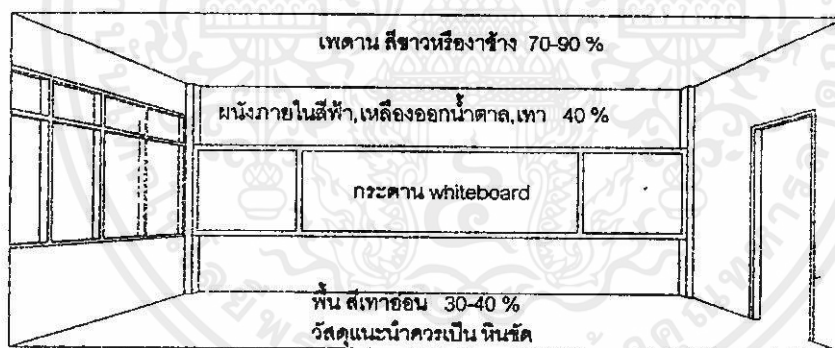 เพดาน สีขาวหรืองาช้าง 70-90 %
ผนังภายในสีฟ้า,เหลืองออกน้ำตาล,เทา 40 %
กระดาน whiteboard
พื้น สีเทาอ่อน 30-40 %
วัสดุแนะนำควรเป็น หินขัด